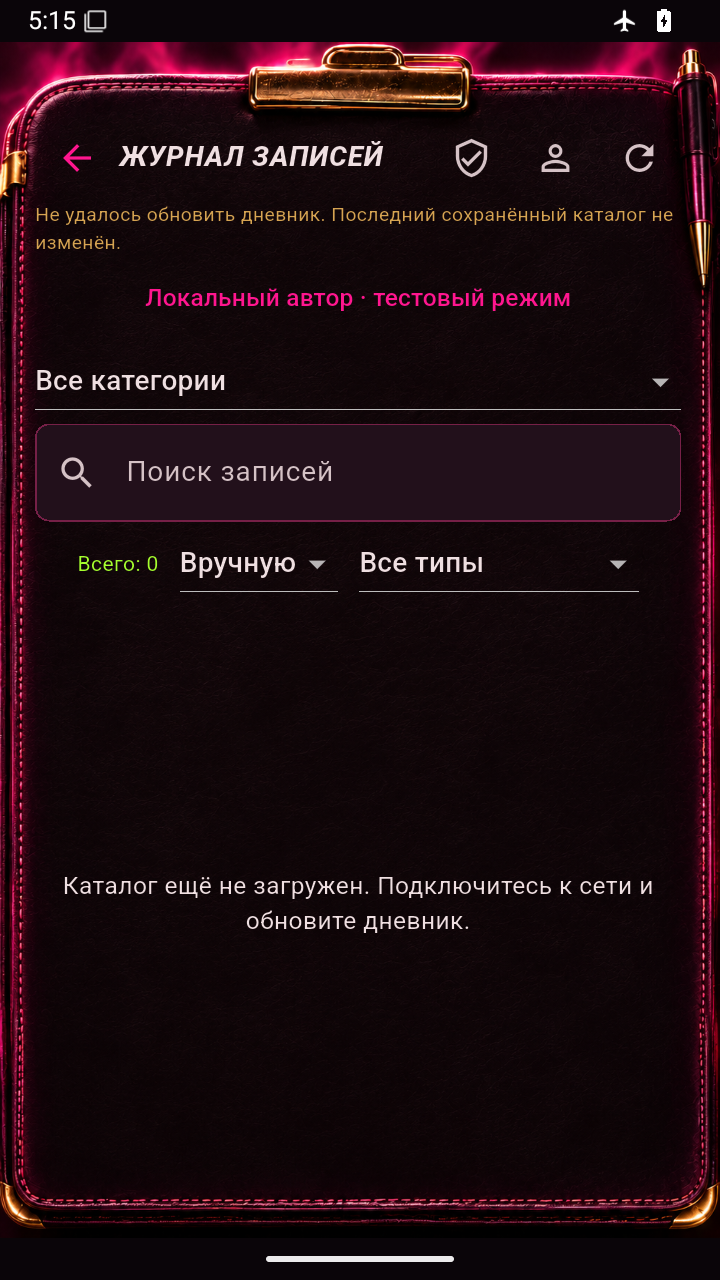 5:15
ЖУРНАЛ ЗАПИСЕЙ
Не удалось обновить дневник. Последний сохранённый каталог не
изменён.
Локальный автор · тестовый режим
Все категории
Поиск записей
Всего: 0 Вручную Все типы
Каталог ещё не загружен. Подключитесь к сети и
обновите дневник.